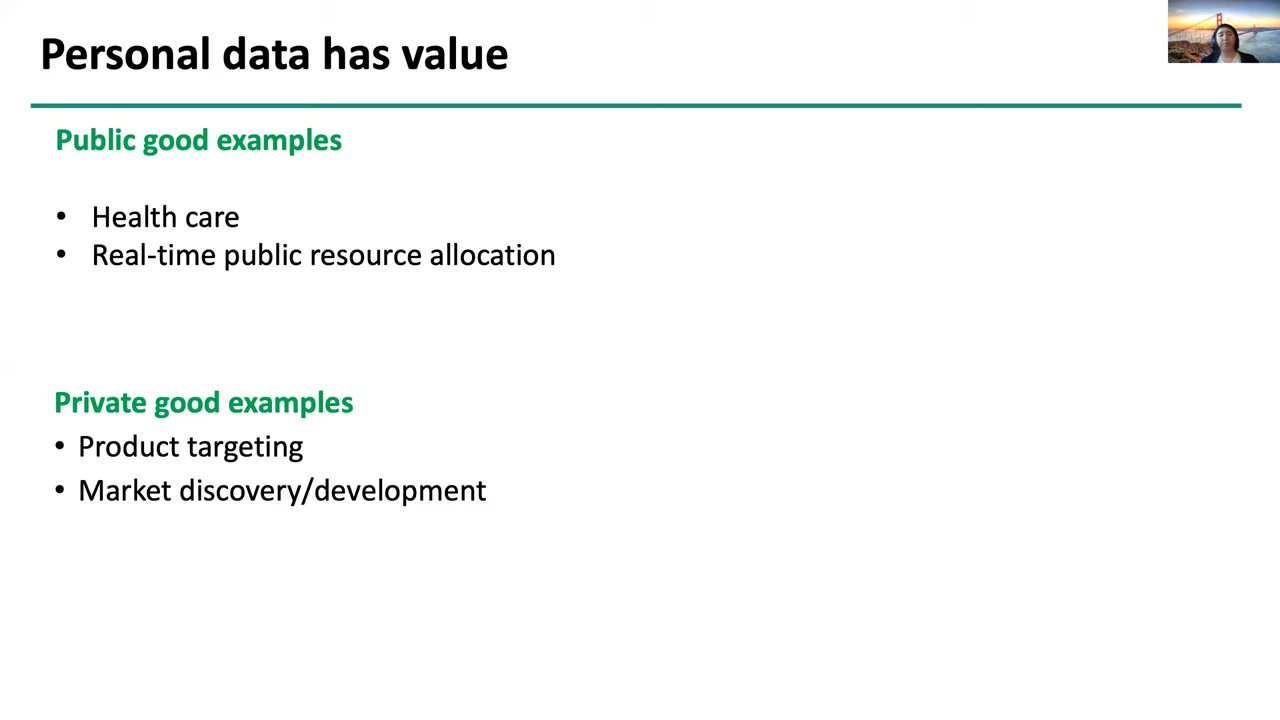 Personal data has value
Public good examples
• Health care
• Real-time public resource allocation
Private good examples
• Product targeting
• Market discovery/development